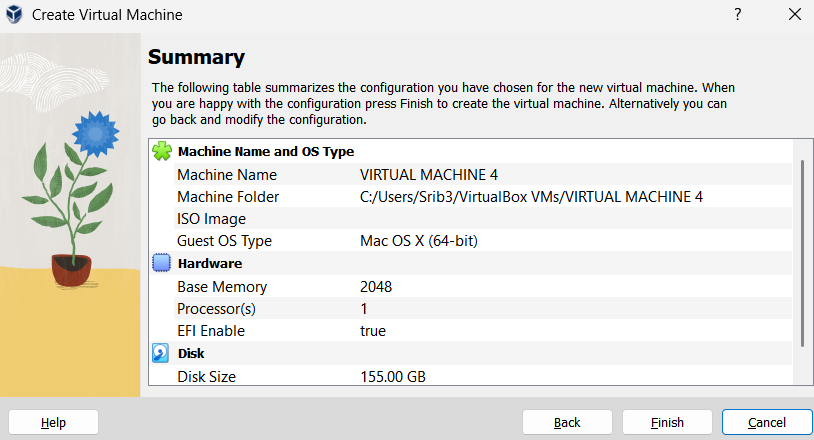 Create Virtual Machine
?
Summary
The following table summarizes the configuration you have chosen for the new virtual machine. When
you are happy with the configuration press Finish to create the virtual machine. Alternatively you can
go back and modify the configuration.
Machine Name and OS Type
Machine Name VIRTUAL MACHINE 4
Machine Folder C:/Users/Srib3/VirtualBox VMs/VIRTUAL MACHINE 4
ISO Image
Guest OS Type Mac OS X (64-bit)
Hardware
Base Memory 2048
Processor(s) 1
EFI Enable true
Disk
Disk Size 155.00 GB
Help Back Finish Cancel